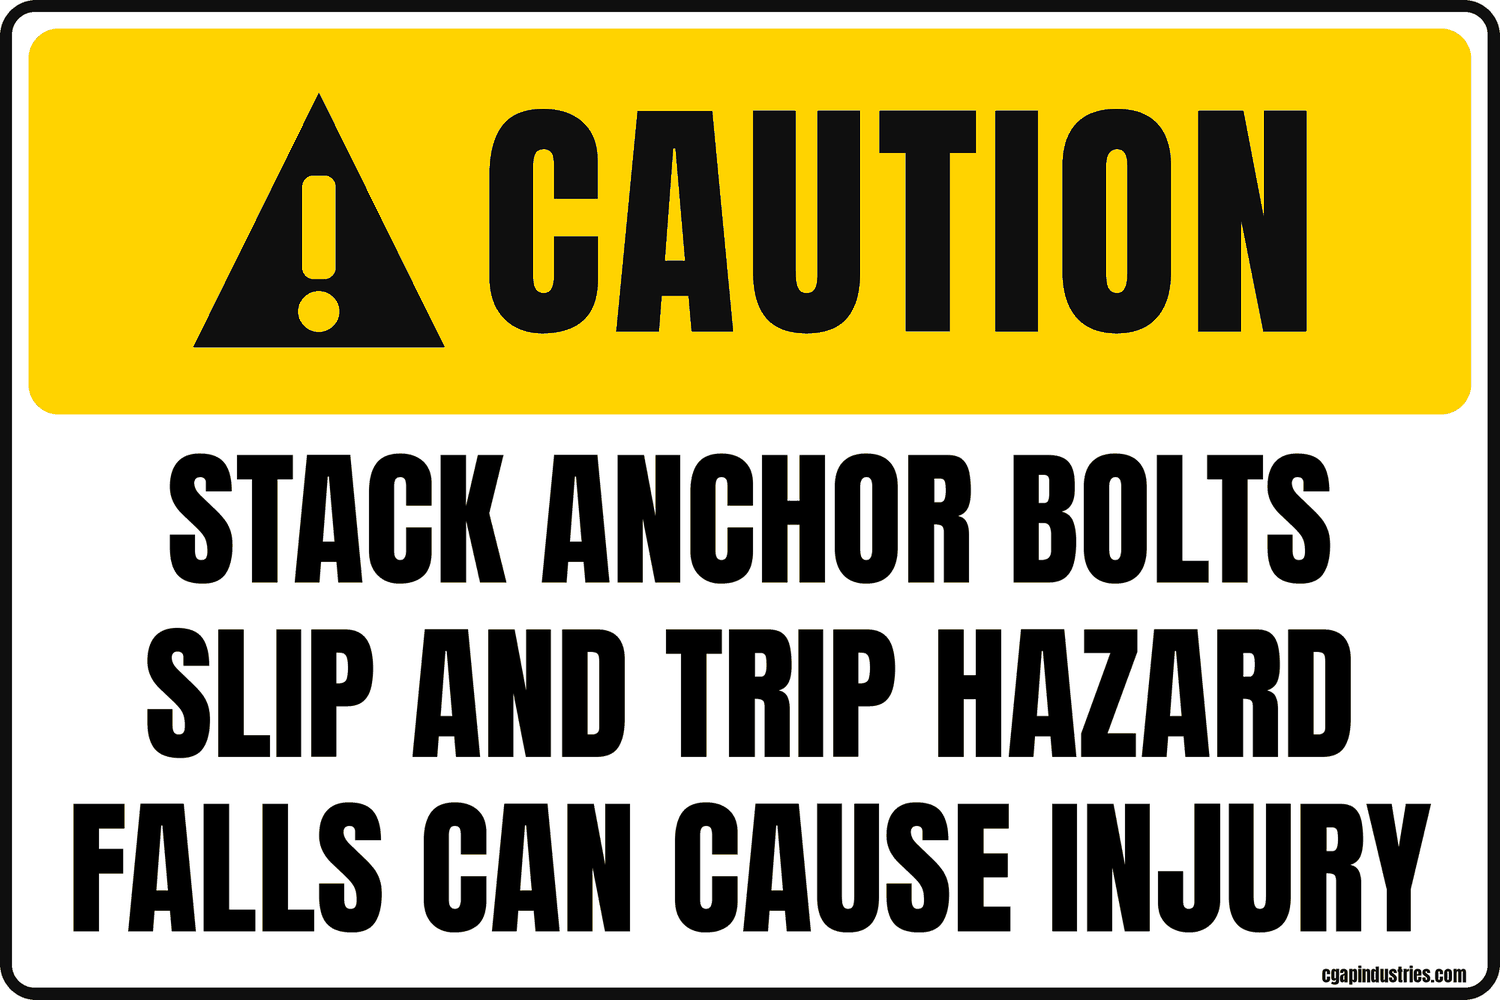 CAUTION
STACK ANCHOR BOLTS
SLIP AND TRIP HAZARD
FALLS CAN CAUSE INJURY
cgapindustries.com